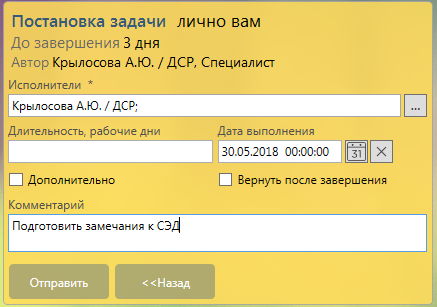 Постановка задачи лично вам
До завершения 3 дня
Автор Крылосова А.Ю. / ДСР, Специалист
Исполнители *
Крылосова А.Ю. / ДСР;
...
Длительность, рабочие дни Дата выполнения
30.05.2018 00:00:00
31
Дополнительно Вернуть после завершения
Комментарий
Подготовить замечания к СЭД
Отправить <<Назад